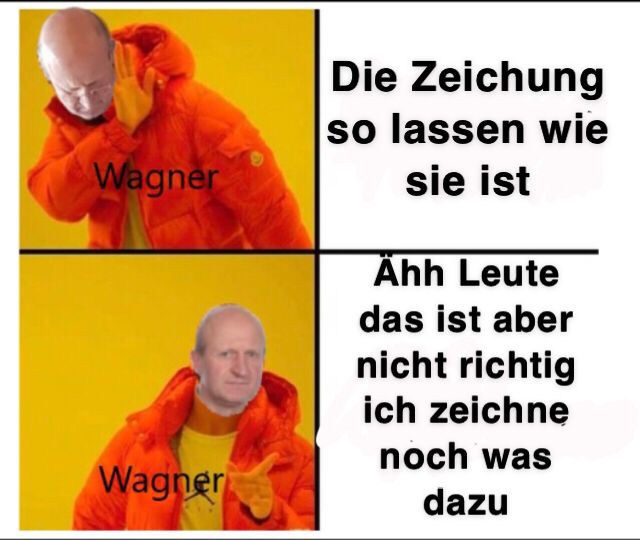 Wagner
Die Zeichung
so lassen wie
sie ist
Wagner
Ähh Leute
das ist aber
nicht richtig
ich zeichne
noch was
dazu